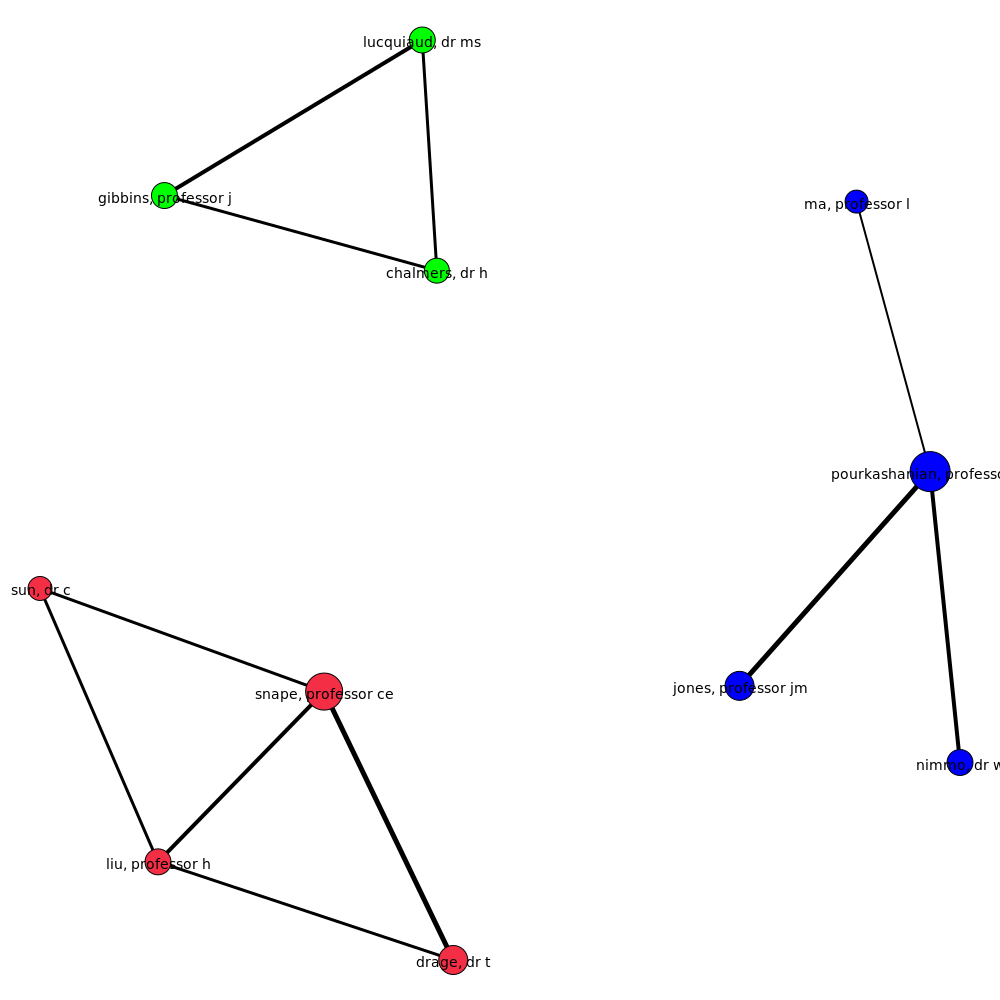 lucquiaud, dr ms
gibbins, professor j
ma, professor l
chalmers, dr h
pourkashanian, professo
sun, dr c
jones, professor jm
snape, professor ce
nimmo, dr w
liu, professor h
drage, dr t